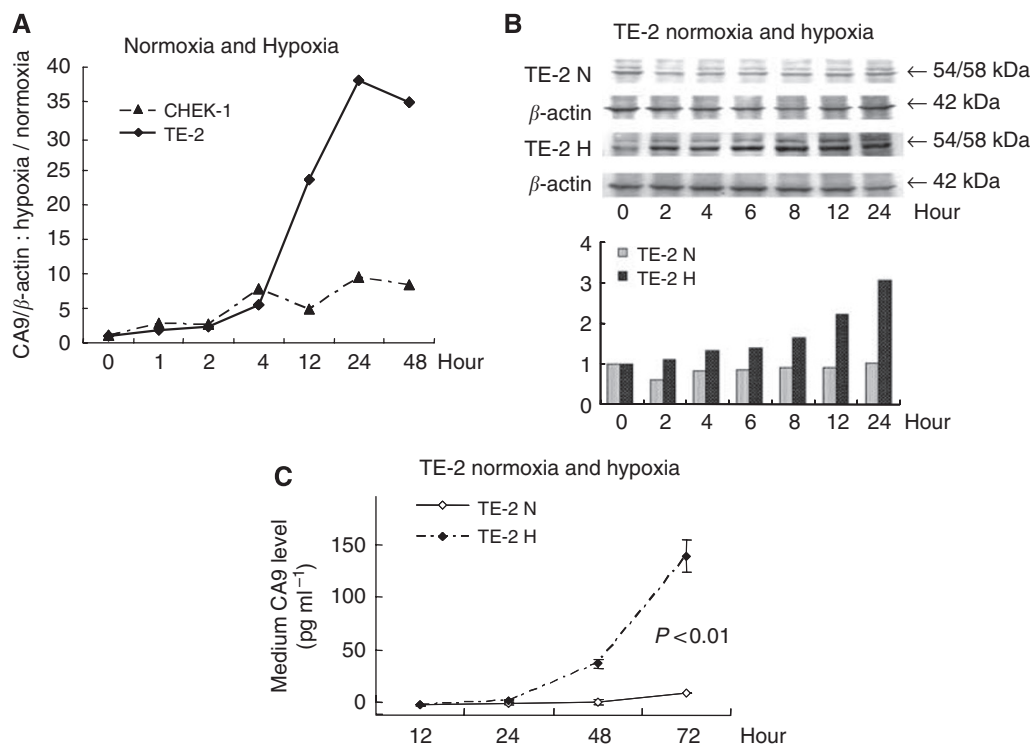 A
Normoxia and Hypoxia
CA9/β-actin : hypoxia / normoxia
40
35
30
25
20
15
10
5
0
CHEK-1
TE-2
0 1 2 4 12 24 48 Hour
B
TE-2 normoxia and hypoxia
TE-2 N ← 54/58 kDa
β-actin ← 42 kDa
TE-2 H ← 54/58 kDa
β-actin ← 42 kDa
0 2 4 6 8 12 24 Hour
4
3
2
1
0
TE-2 N
TE-2 H
0 2 4 6 8 12 24 Hour
C
TE-2 normoxia and hypoxia
Medium CA9 level
(pg ml−1)
150
100
50
0
TE-2 N
TE-2 H
P<0.01
12 24 48 72 Hour